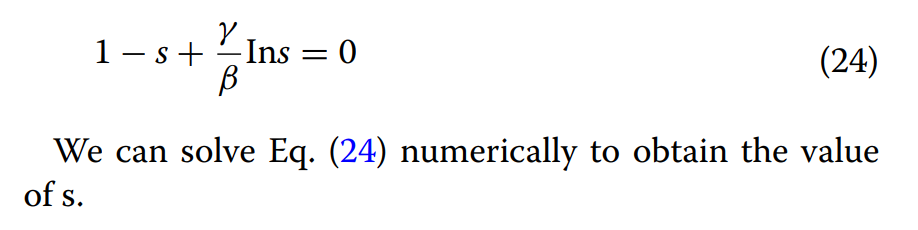 1 − s + γ/β Ins = 0 (24)
We can solve Eq. (24) numerically to obtain the value
of s.